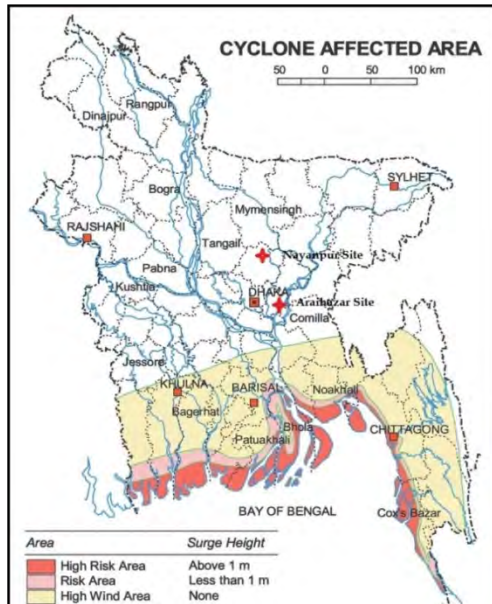 CYCLONE AFFECTED AREA
50 0 50 100 km
Rangpur
Dinajpur
SYLHET
Bogra
Mymensingh
RAJSHAHI
Tangail
Nayanpur Site
Pabna
Kushtia
DHAKA
Araihazar Site
Comilla
Jessore
KHULNA
BARISAL
Noakhali
Bagerhat
Bhola
Patuakhali
CHITTAGONG
Cox's Bazar
BAY OF BENGAL
Area Surge Height
High Risk Area Above 1 m
Risk Area Less than 1 m
High Wind Area None